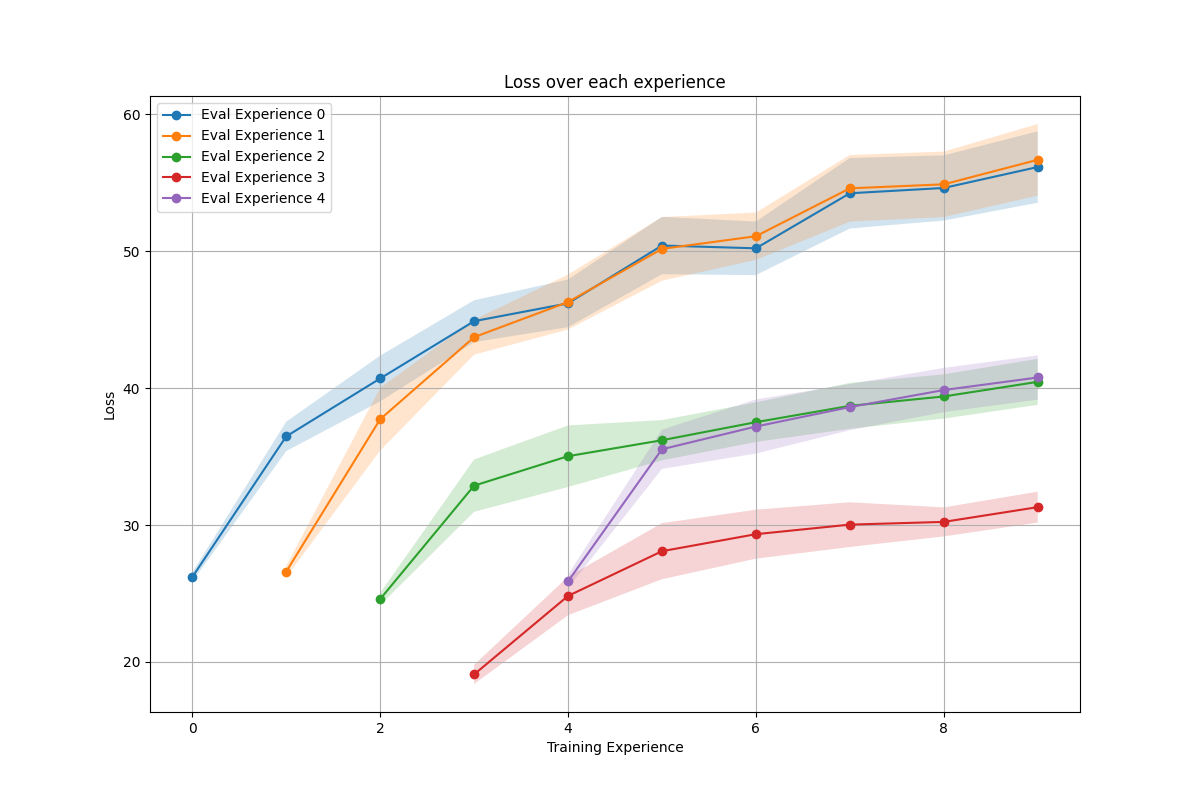 Loss over each experience
Eval Experience 0
Eval Experience 1
Eval Experience 2
Eval Experience 3
Eval Experience 4
60
50
40
30
20
Loss
0 2 4 6 8
Training Experience